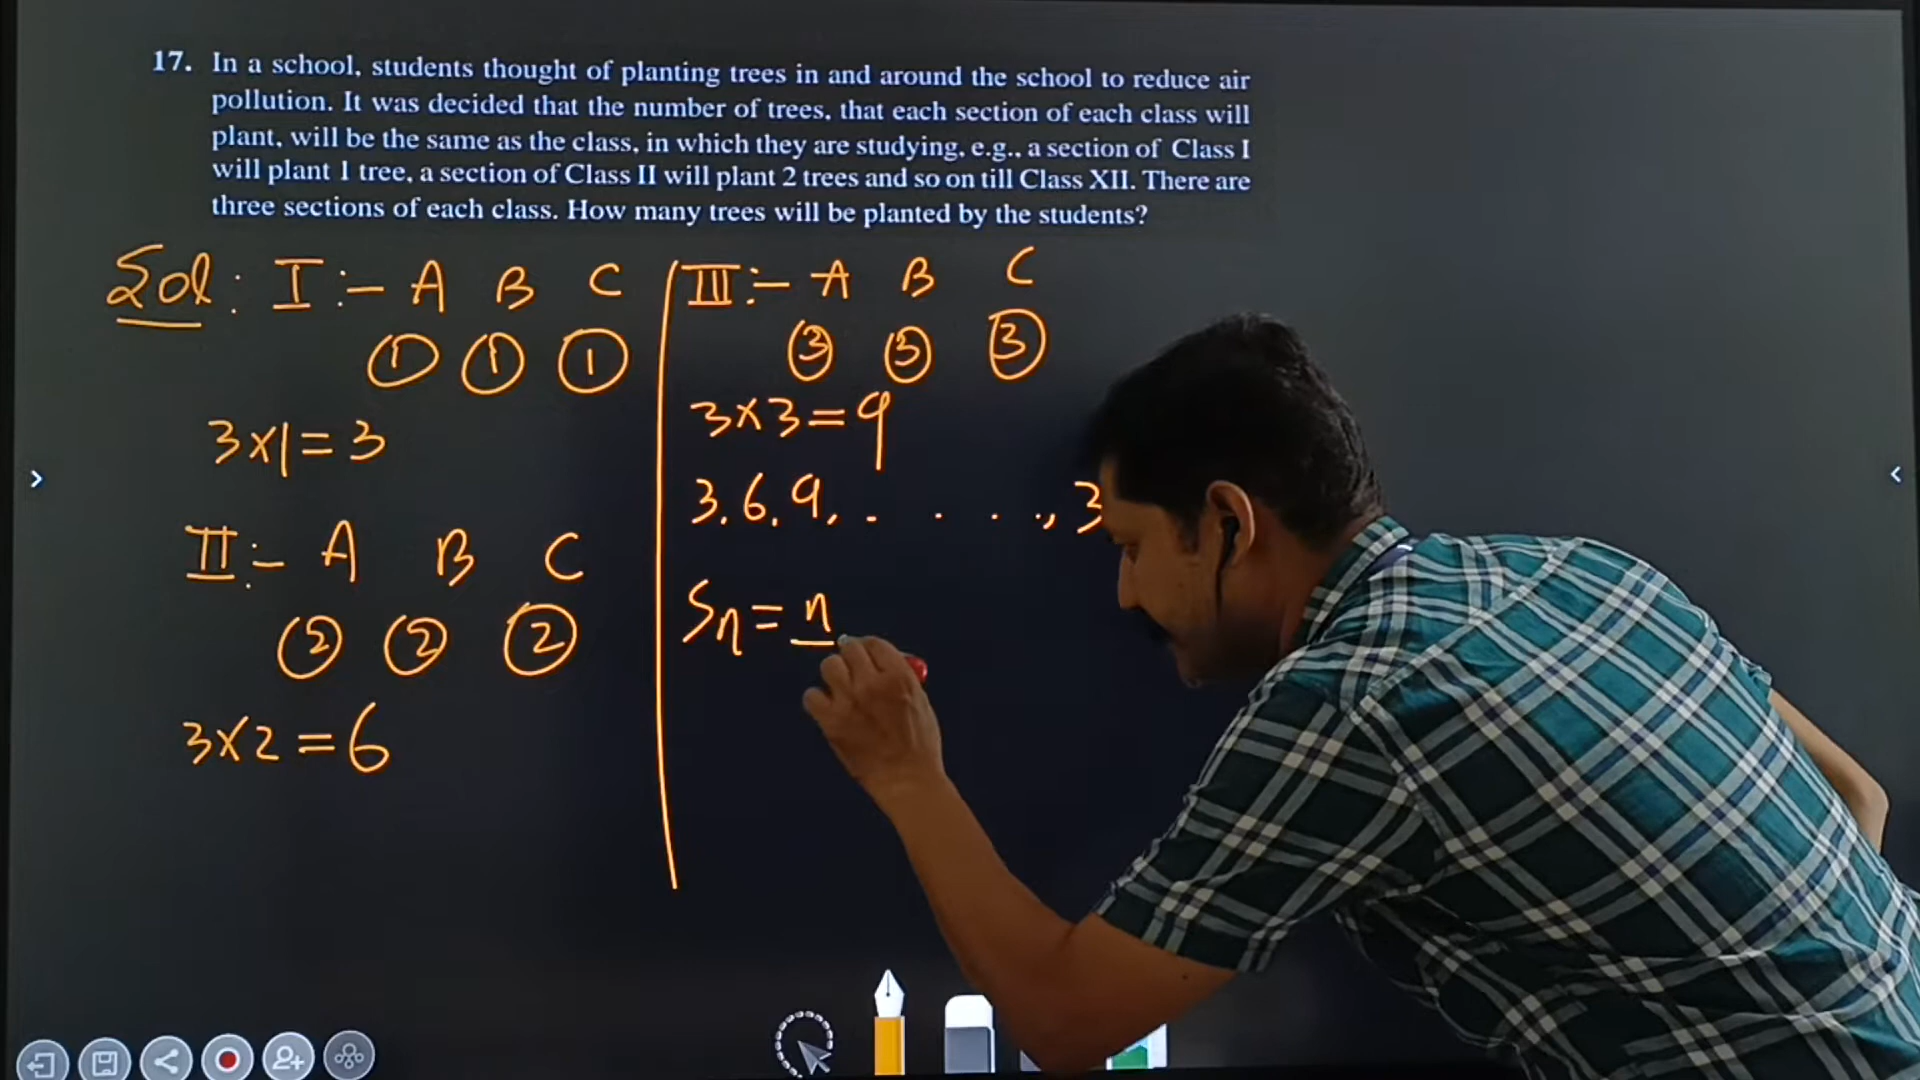 17. In a school, students thought of planting trees in and around the school to reduce air
pollution. It was decided that the number of trees, that each section of each class will
plant, will be the same as the class, in which they are studying, e.g., a section of Class I
will plant 1 tree, a section of Class II will plant 2 trees and so on till Class XII. There are
three sections of each class. How many trees will be planted by the students?
Sol: I :- A B C
1 1 1
3×1=3
II :- A B C
2 2 2
3×2=6
III :- A B C
3 3 3
3×3=9
3, 6, 9, . . . ., 3
Sn = n